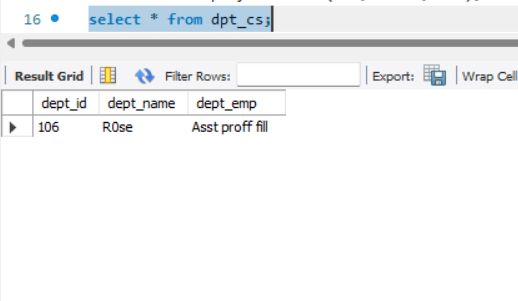 16 select * from dpt_cs;
Result Grid Filter Rows: Export: Wrap Cell
dept_id dept_name dept_emp
106 R0se Asst proff fill